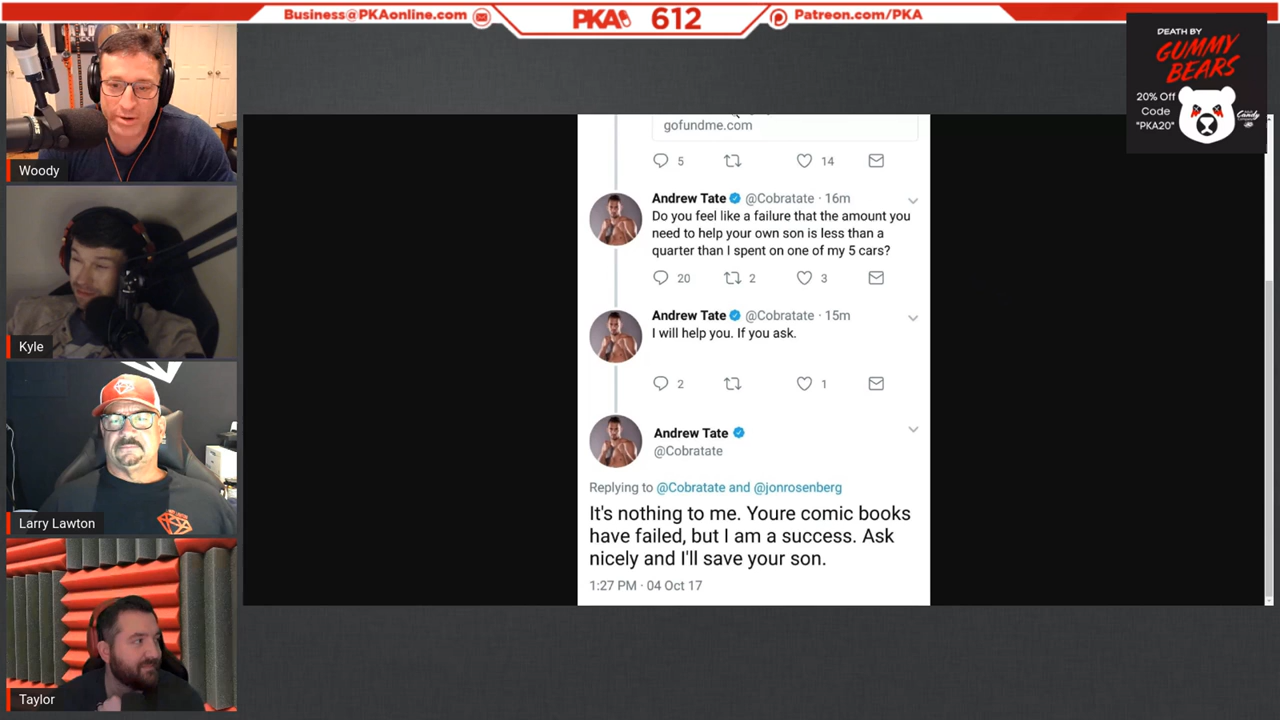 Business@PKAonline.com
PKA 612
Patreon.com/PKA
DEATH BY
GUMMY
BEARS
20% Off
Code
"PKA20"
Candy
Woody
Kyle
Larry Lawton
Taylor
gofundme.com
5 14
Andrew Tate @Cobratate · 16m
Do you feel like a failure that the amount you
need to help your own son is less than a
quarter than I spent on one of my 5 cars?
20 2 3
Andrew Tate @Cobratate · 15m
I will help you. If you ask.
2 1
Andrew Tate
@Cobratate
Replying to @Cobratate and @jonrosenberg
It's nothing to me. Youre comic books
have failed, but I am a success. Ask
nicely and I'll save your son.
1:27 PM · 04 Oct 17